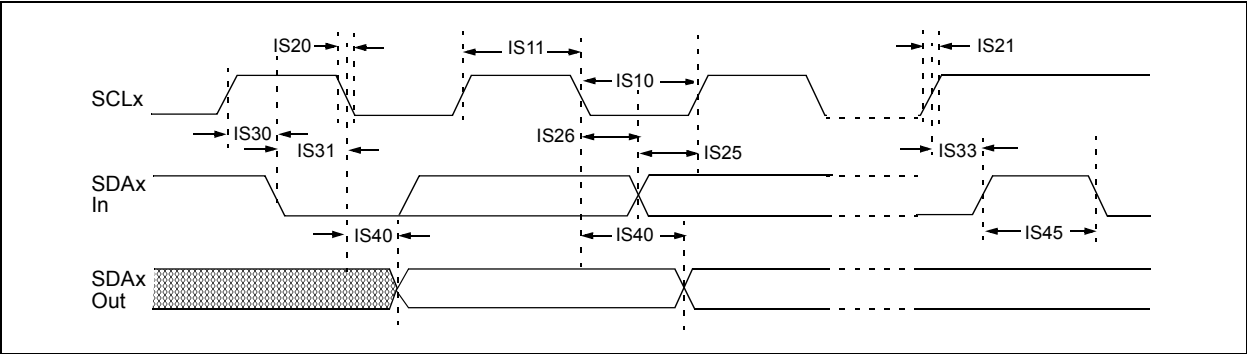 IS20
IS11
IS21
IS10
SCLx
IS30
IS26
IS31
IS25
IS33
SDAx
In
IS40
IS40
IS45
SDAx
Out